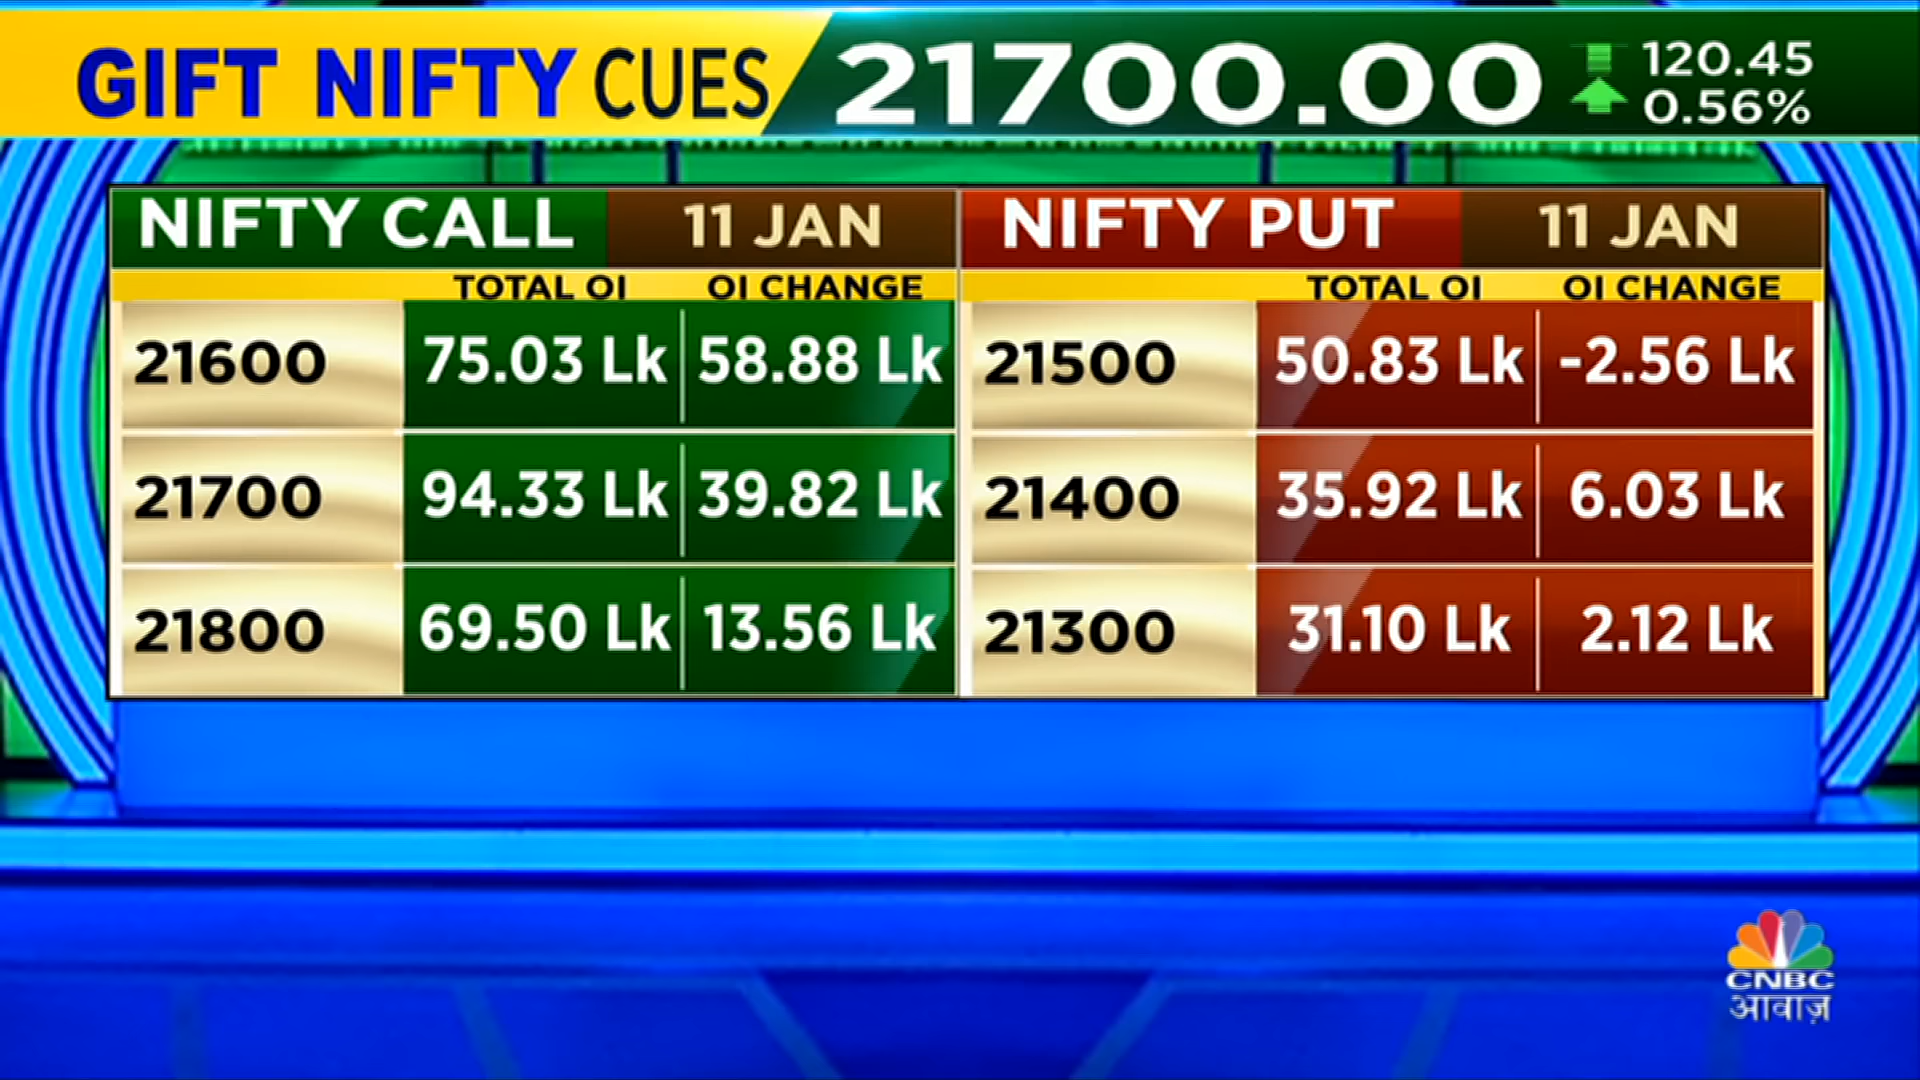 GIFT NIFTY CUES 21700.00 120.45
0.56%
NIFTY CALL 11 JAN NIFTY PUT 11 JAN
TOTAL OI OI CHANGE TOTAL OI OI CHANGE
21600 75.03 Lk 58.88 Lk 21500 50.83 Lk -2.56 Lk
21700 94.33 Lk 39.82 Lk 21400 35.92 Lk 6.03 Lk
21800 69.50 Lk 13.56 Lk 21300 31.10 Lk 2.12 Lk
CNBC
आवाज़